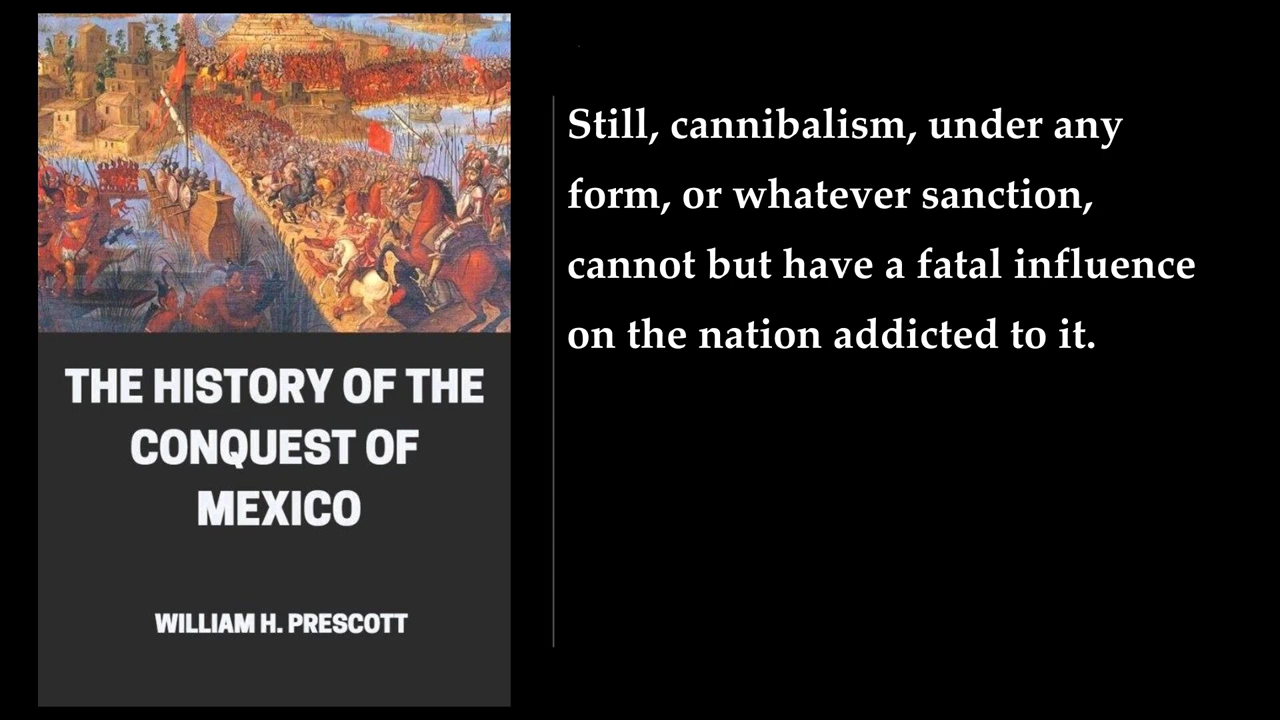 THE HISTORY OF THE
CONQUEST OF
MEXICO
WILLIAM H. PRESCOTT
Still, cannibalism, under any
form, or whatever sanction,
cannot but have a fatal influence
on the nation addicted to it.